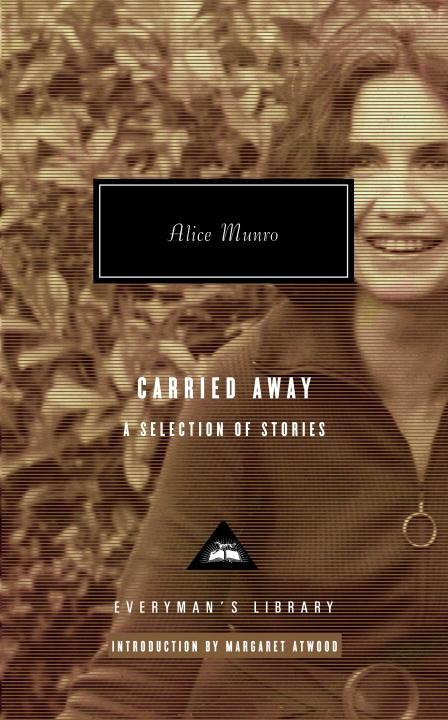 Alice Munro
CARRIED AWAY
A SELECTION OF STORIES
EVERYMAN'S LIBRARY
INTRODUCTION BY MARGARET ATWOOD